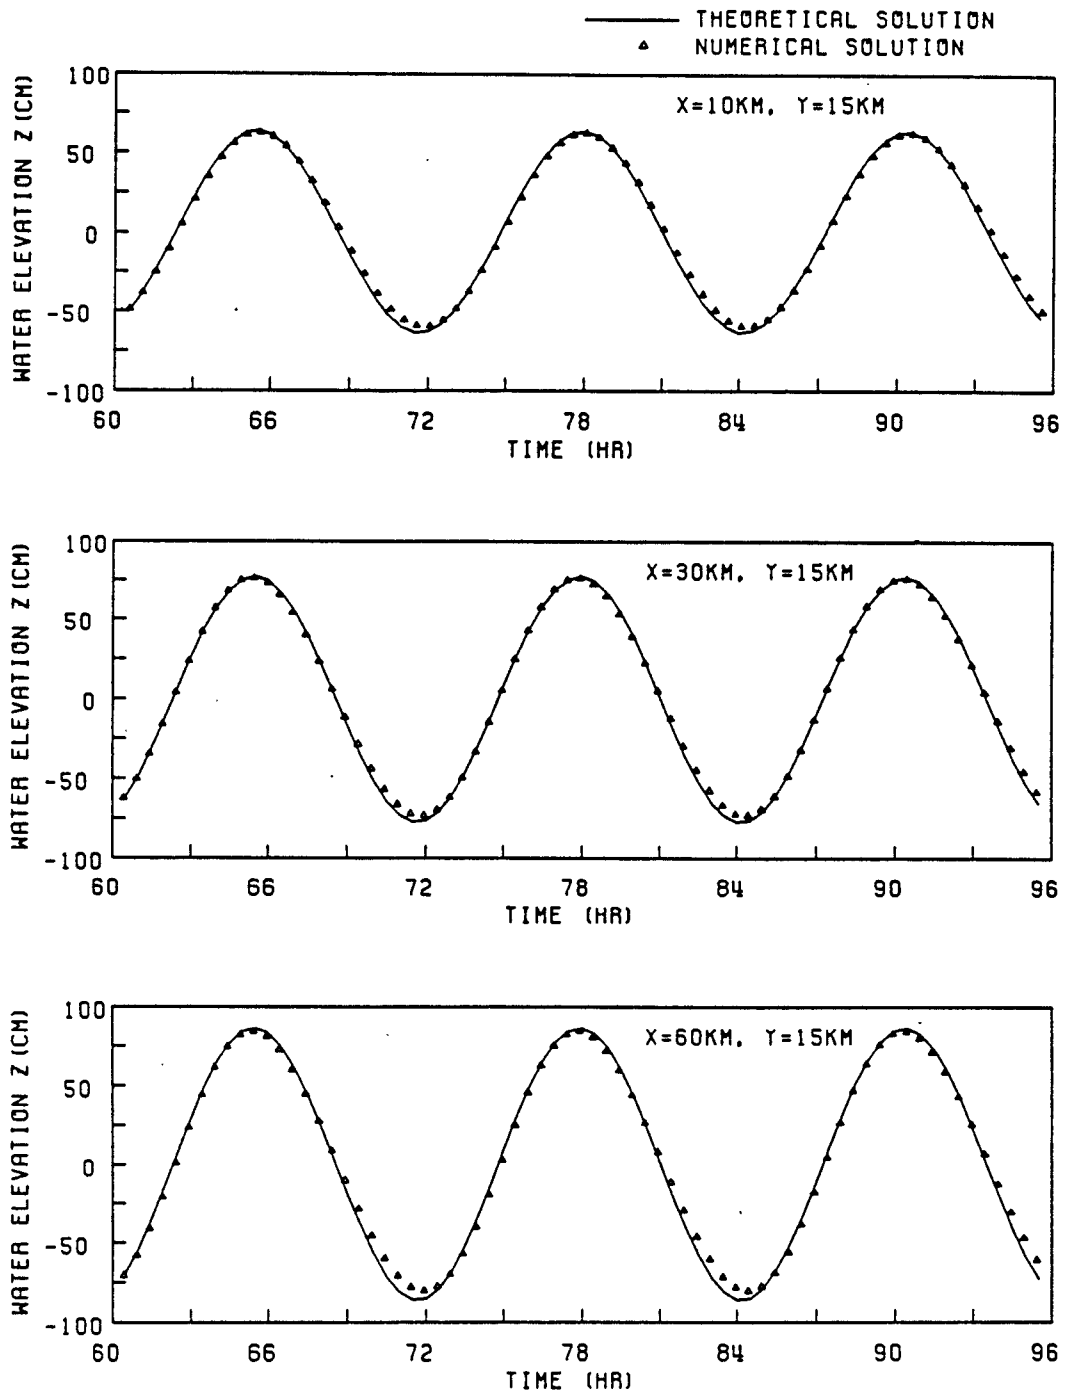 THEORETICAL SOLUTION
NUMERICAL SOLUTION
WATER ELEVATION Z (CM)
100
50
0
-50
-100
X=10KM, Y=15KM
60 66 72 78 84 90 96
TIME (HR)
WATER ELEVATION Z (CM)
100
50
0
-50
-100
X=30KM, Y=15KM
60 66 72 78 84 90 96
TIME (HR)
WATER ELEVATION Z (CM)
100
50
0
-50
-100
X=60KM, Y=15KM
60 66 72 78 84 90 96
TIME (HR)